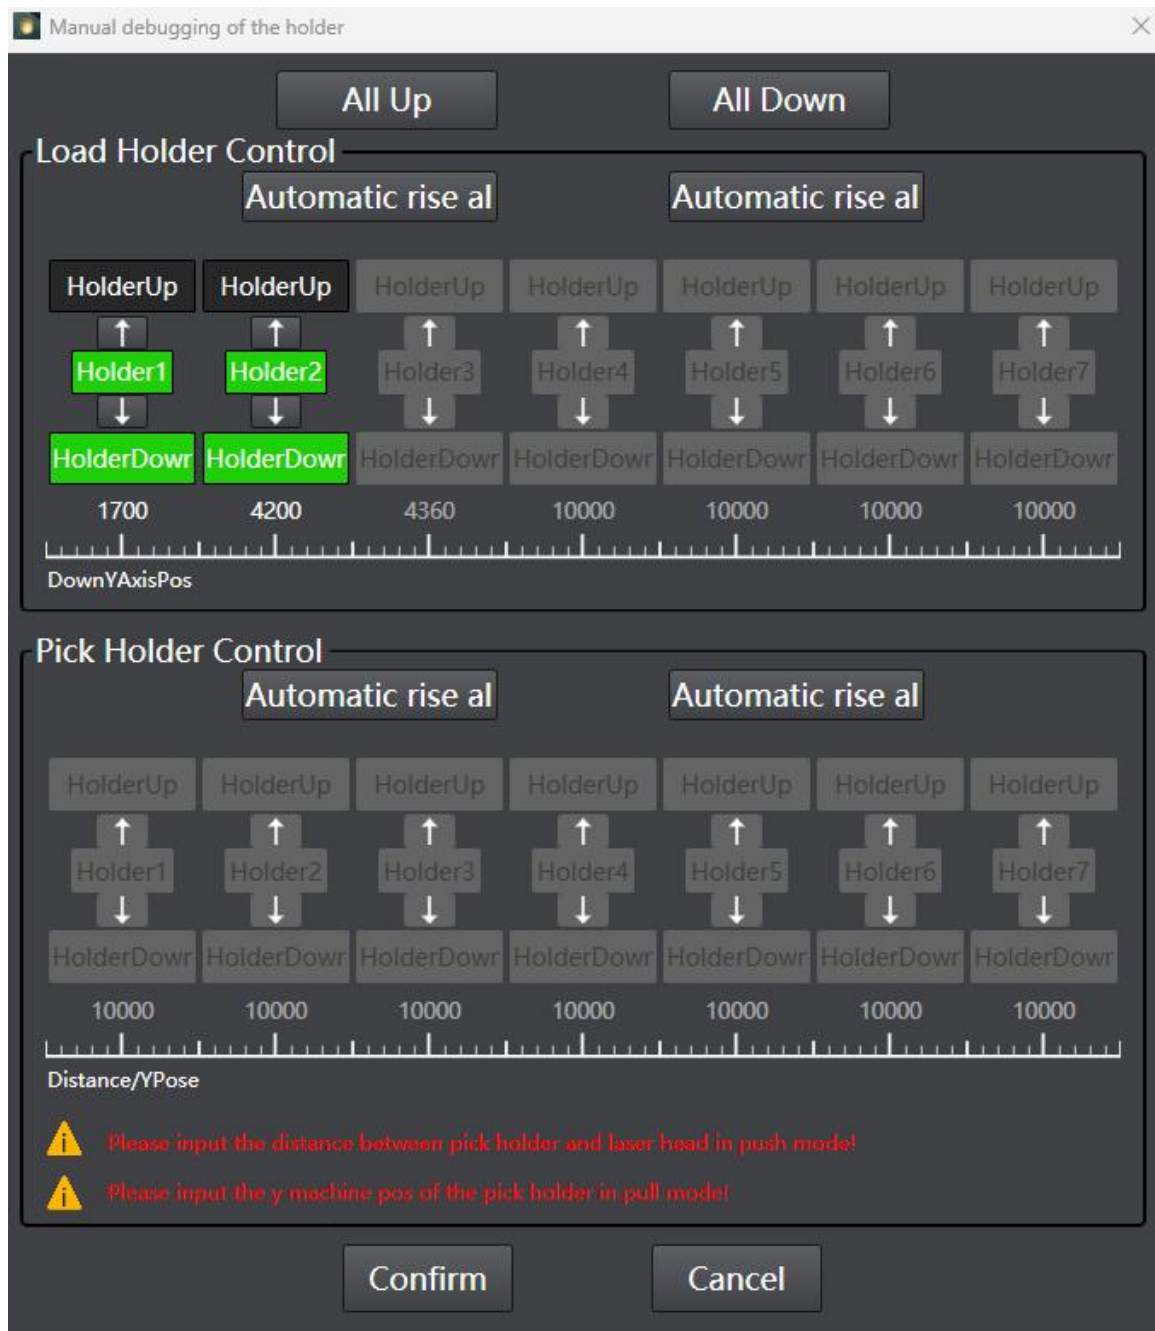 Manual debugging of the holder
All Up All Down
Load Holder Control
Automatic rise al Automatic rise al
HolderUp HolderUp HolderUp HolderUp HolderUp HolderUp HolderUp
Holder1 Holder2 Holder3 Holder4 Holder5 Holder6 Holder7
HolderDowr HolderDowr HolderDowr HolderDowr HolderDowr HolderDowr HolderDowr
1700 4200 4360 10000 10000 10000 10000
DownYAxisPos
Pick Holder Control
Automatic rise al Automatic rise al
HolderUp HolderUp HolderUp HolderUp HolderUp HolderUp HolderUp
Holder1 Holder2 Holder3 Holder4 Holder5 Holder6 Holder7
HolderDowr HolderDowr HolderDowr HolderDowr HolderDowr HolderDowr HolderDowr
10000 10000 10000 10000 10000 10000 10000
Distance/YPose
Please input the distance between pick holder and laser head in push mode!
Please input the y machine pos of the pick holder in pull mode!
Confirm Cancel